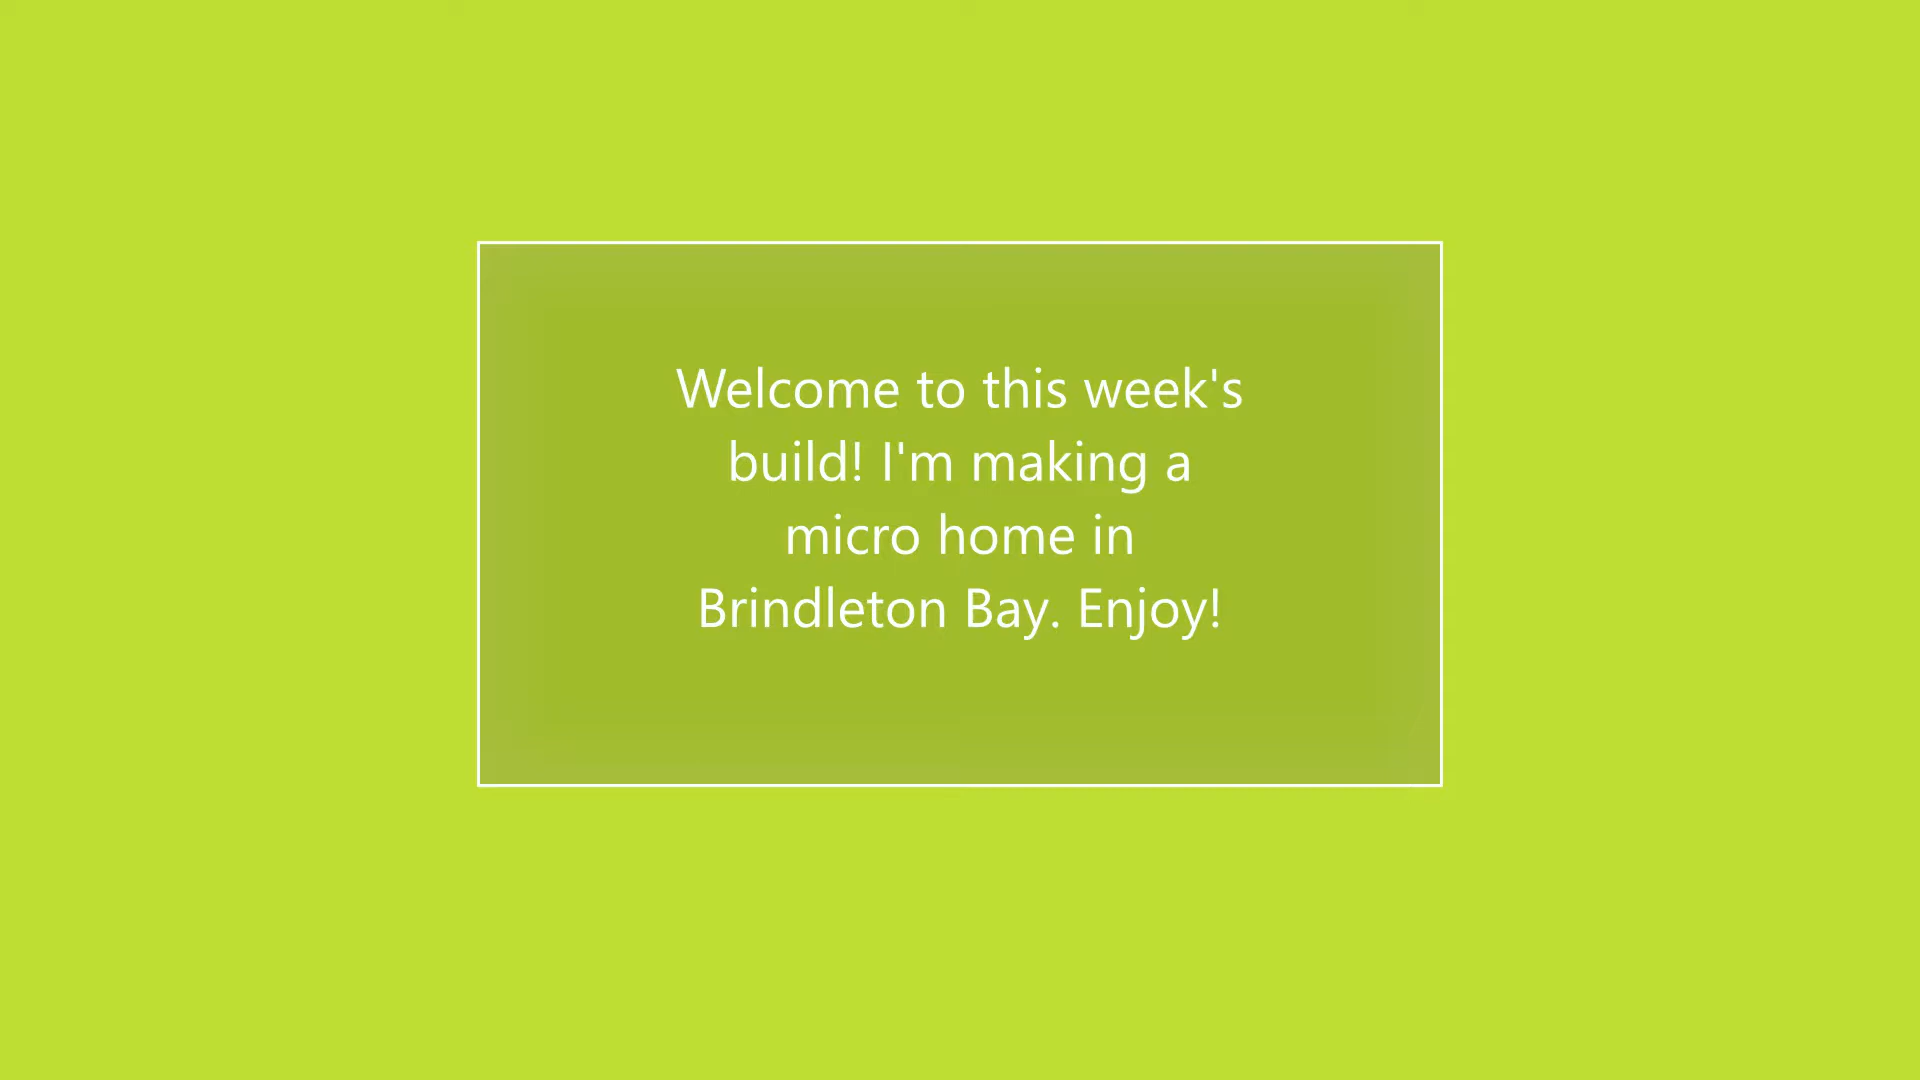 Welcome to this week's
build! I'm making a
micro home in
Brindleton Bay. Enjoy!